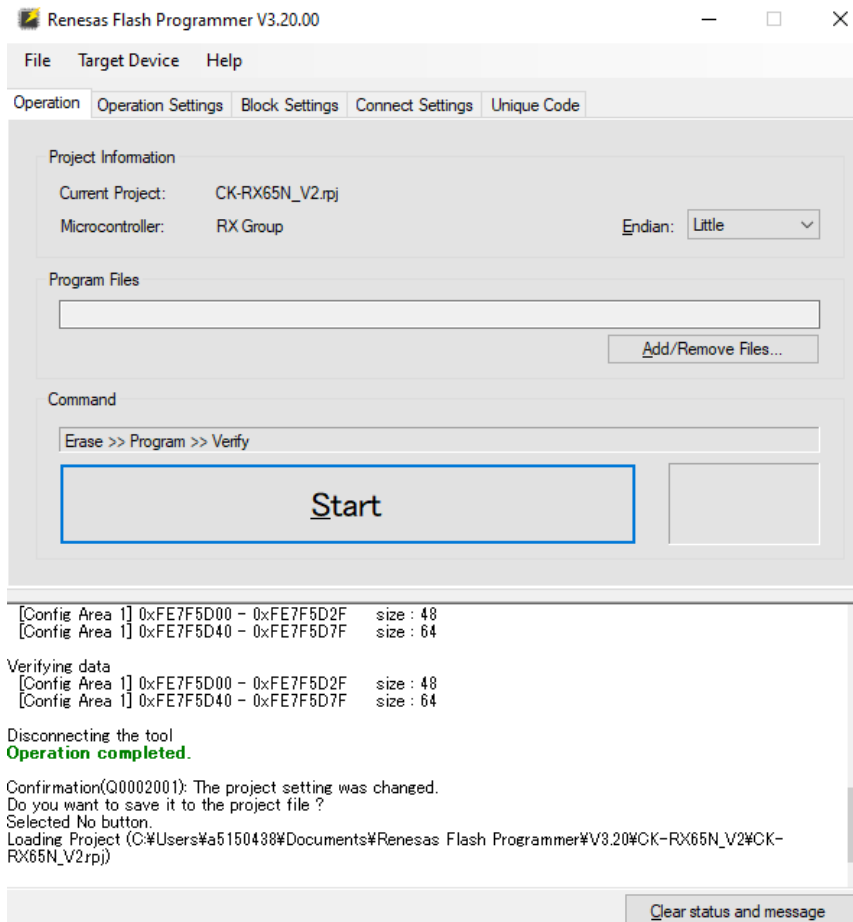 Renesas Flash Programmer V3.20.00
File Target Device Help
Operation Operation Settings Block Settings Connect Settings Unique Code
Project Information
Current Project: CK-RX65N_V2.rpj
Microcontroller: RX Group Endian: Little
Program Files
Add/Remove Files...
Command
Erase >> Program >> Verify
Start
[Config Area 1] 0xFE7F5D00 - 0xFE7F5D2F size : 48
[Config Area 1] 0xFE7F5D40 - 0xFE7F5D7F size : 64
Verifying data
[Config Area 1] 0xFE7F5D00 - 0xFE7F5D2F size : 48
[Config Area 1] 0xFE7F5D40 - 0xFE7F5D7F size : 64
Disconnecting the tool
Operation completed.
Confirmation(Q0002001): The project setting was changed.
Do you want to save it to the project file ?
Selected No button.
Loading Project (C:¥Users¥a5150438¥Documents¥Renesas Flash Programmer¥V3.20¥CK-RX65N_V2¥CK-
RX65N_V2.rpj)
Clear status and message